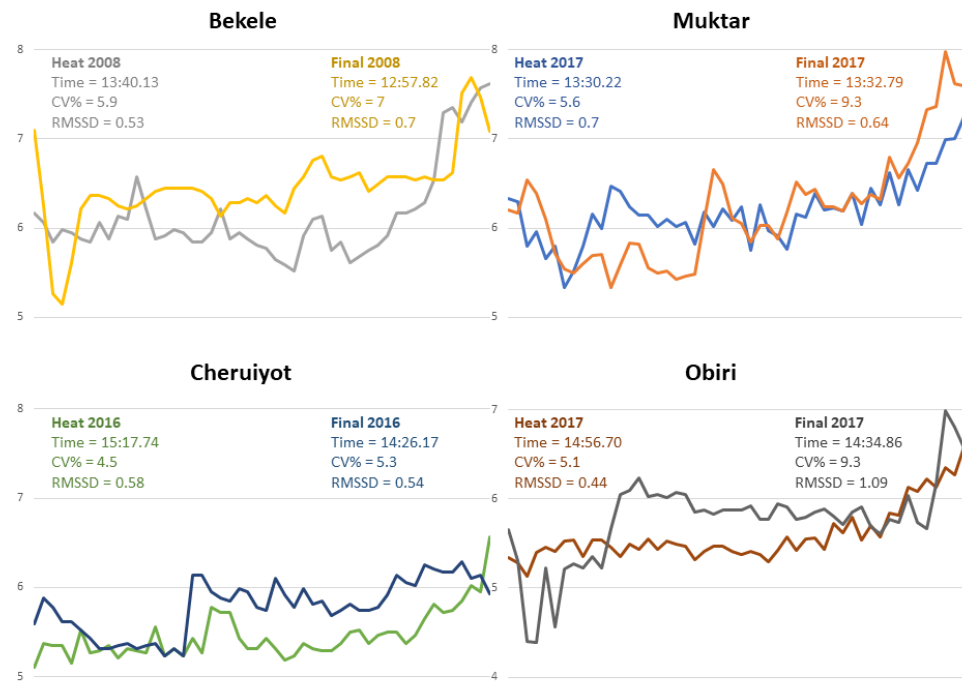 Bekele
Heat 2008
Time = 13:40.13
CV% = 5.9
RMSSD = 0.53
Final 2008
Time = 12:57.82
CV% = 7
RMSSD = 0.7
8
7
6
5
Muktar
Heat 2017
Time = 13:30.22
CV% = 5.6
RMSSD = 0.7
Final 2017
Time = 13:32.79
CV% = 9.3
RMSSD = 0.64
8
7
6
5
Cheruiyot
Heat 2016
Time = 15:17.74
CV% = 4.5
RMSSD = 0.58
Final 2016
Time = 14:26.17
CV% = 5.3
RMSSD = 0.54
8
7
6
5
Obiri
Heat 2017
Time = 14:56.70
CV% = 5.1
RMSSD = 0.44
Final 2017
Time = 14:34.86
CV% = 9.3
RMSSD = 1.09
7
6
5
4